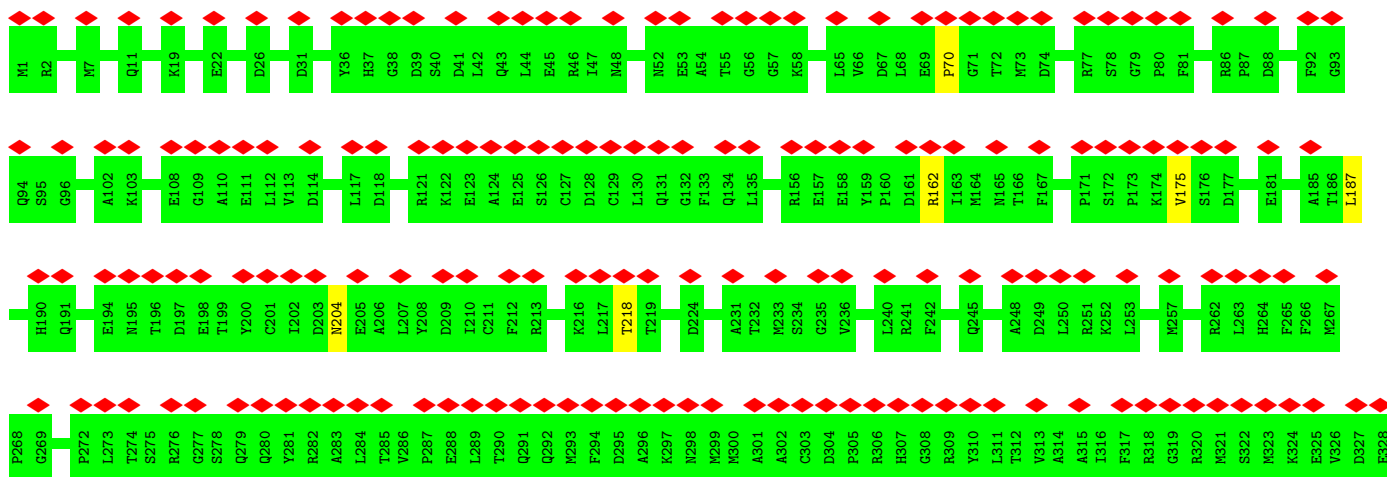 M1 R2 M7 Q11 K19 E22 D26 D31 Y36 H37 G38 D39 S40 D41 L42 Q43 L44 E45 R46 I47 N48 N52 E53 A54 T55 G56 G57 K58 L65 V66 D67 L68 E69 P70 G71 T72 M73 D74 R77 S78 G79 P80 F81 R86 P87 D88 F92 G93
Q94 S95 G96 A102 K103 E108 G109 A110 E111 L112 V113 D114 L117 D118 R121 K122 E123 A124 E125 S126 C127 D128 C129 L130 Q131 G132 F133 Q134 L135 R156 E157 E158 Y159 P160 D161 R162 I163 M164 N165 T166 F167 P171 S172 P173 K174 V175 S176 D177 E181 A185 T186 L187
H190 Q191 E194 N195 T196 D197 E198 T199 Y200 C201 I202 D203 N204 E205 A206 L207 Y208 D209 I210 C211 F212 R213 K216 L217 T218 T219 D224 A231 T232 M233 S234 G235 V236 L240 R241 F242 Q245 A248 D249 L250 R251 K252 L253 M257 R262 L263 H264 F265 F266 M267
P268 G269 P272 L273 T274 S275 R276 G277 S278 Q279 Q280 Y281 R282 A283 L284 T285 V286 P287 E288 L289 T290 Q291 Q292 M293 F294 D295 A296 K297 N298 M299 M300 A301 A302 C303 D304 P305 R306 H307 G308 R309 Y310 L311 T312 V313 A314 A315 I316 F317 R318 G319 R320 M321 S322 M323 K324 E325 V326 D327 E328